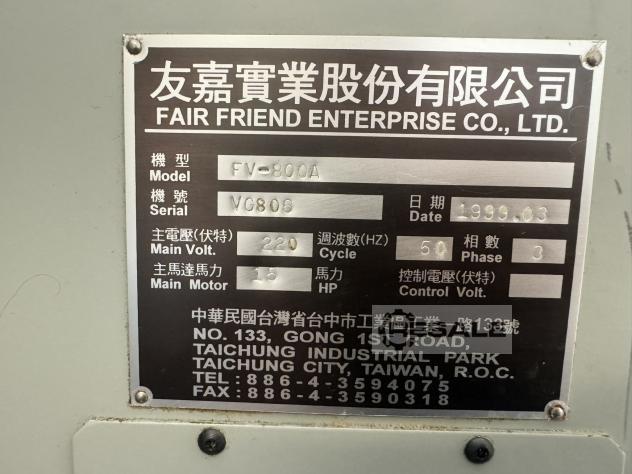 友嘉實業股份有限公司
FAIR FRIEND ENTERPRISE CO., LTD.
機型 Model FV-800A
機號 Serial VG808 日期 Date 1999.03
主電壓(伏特) Main Volt. 220 週波數(HZ) Cycle 50 相數 Phase 3
主馬達馬力 Main Motor 15 馬力 HP 控制電壓(伏特) Control Volt.
中華民國台灣省台中市工業區工業一路133號
NO. 133, GONG 1ST ROAD,
TAICHUNG INDUSTRIAL PARK
TAICHUNG CITY, TAIWAN, R.O.C.
TEL : 886-4-3594075
FAX : 886-4-3590318